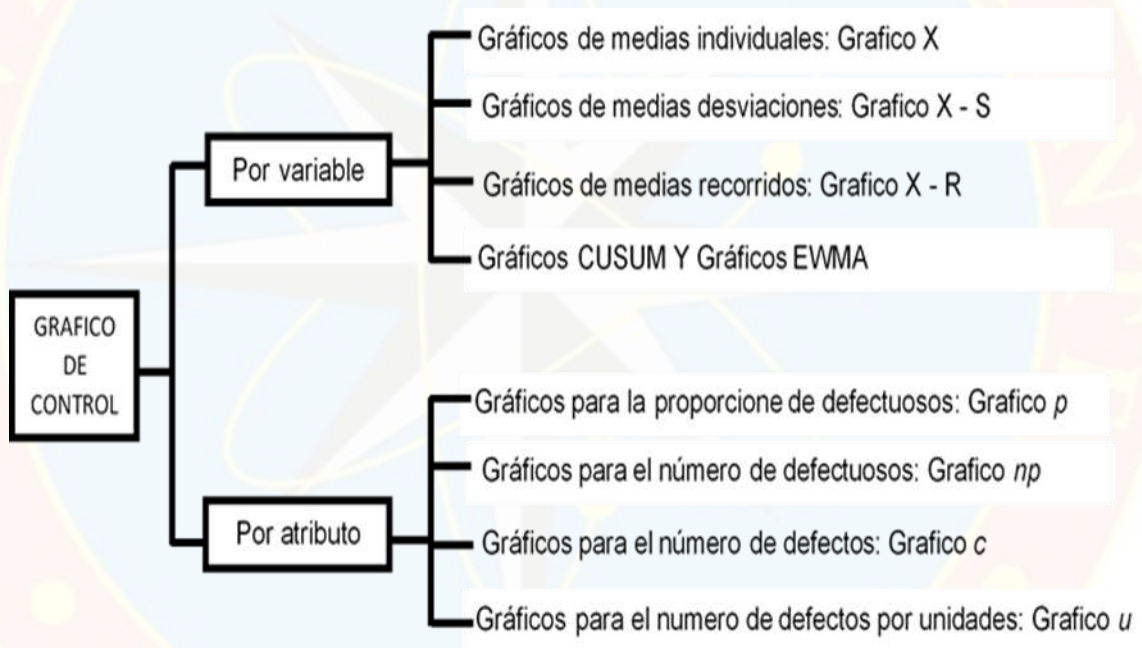 GRAFICO
DE
CONTROL
Por variable
Gráficos de medias individuales: Grafico X
Gráficos de medias desviaciones: Grafico X - S
Gráficos de medias recorridos: Grafico X - R
Gráficos CUSUM Y Gráficos EWMA
Por atributo
Gráficos para la proporcione de defectuosos: Grafico p
Gráficos para el número de defectuosos: Grafico np
Gráficos para el número de defectos: Grafico c
Gráficos para el numero de defectos por unidades: Grafico u